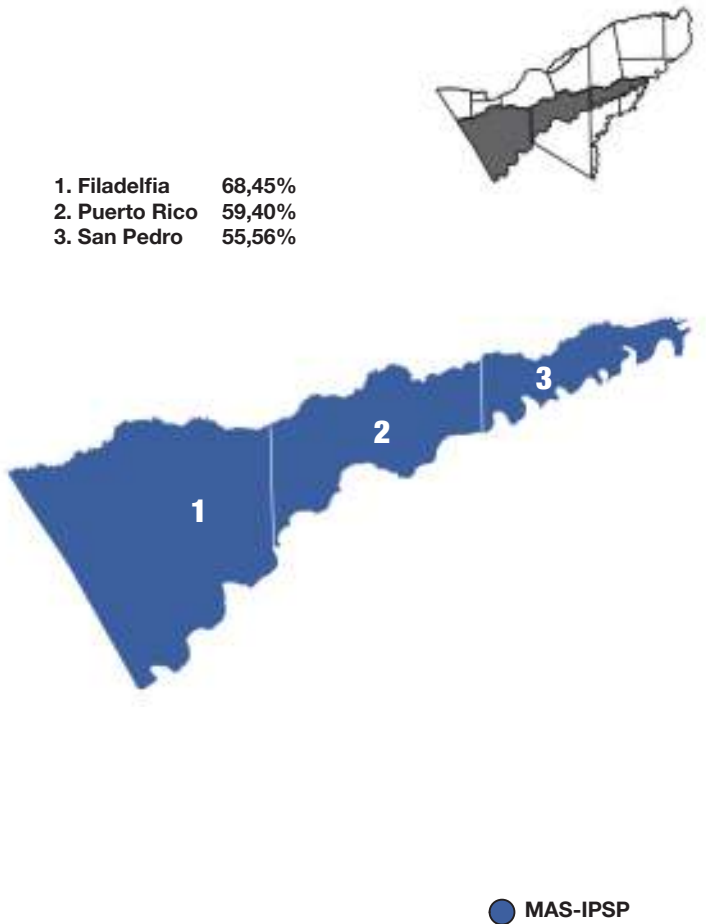 1. Filadelfia 68,45%
2. Puerto Rico 59,40%
3. San Pedro 55,56%
3
2
1
MAS-IPSP